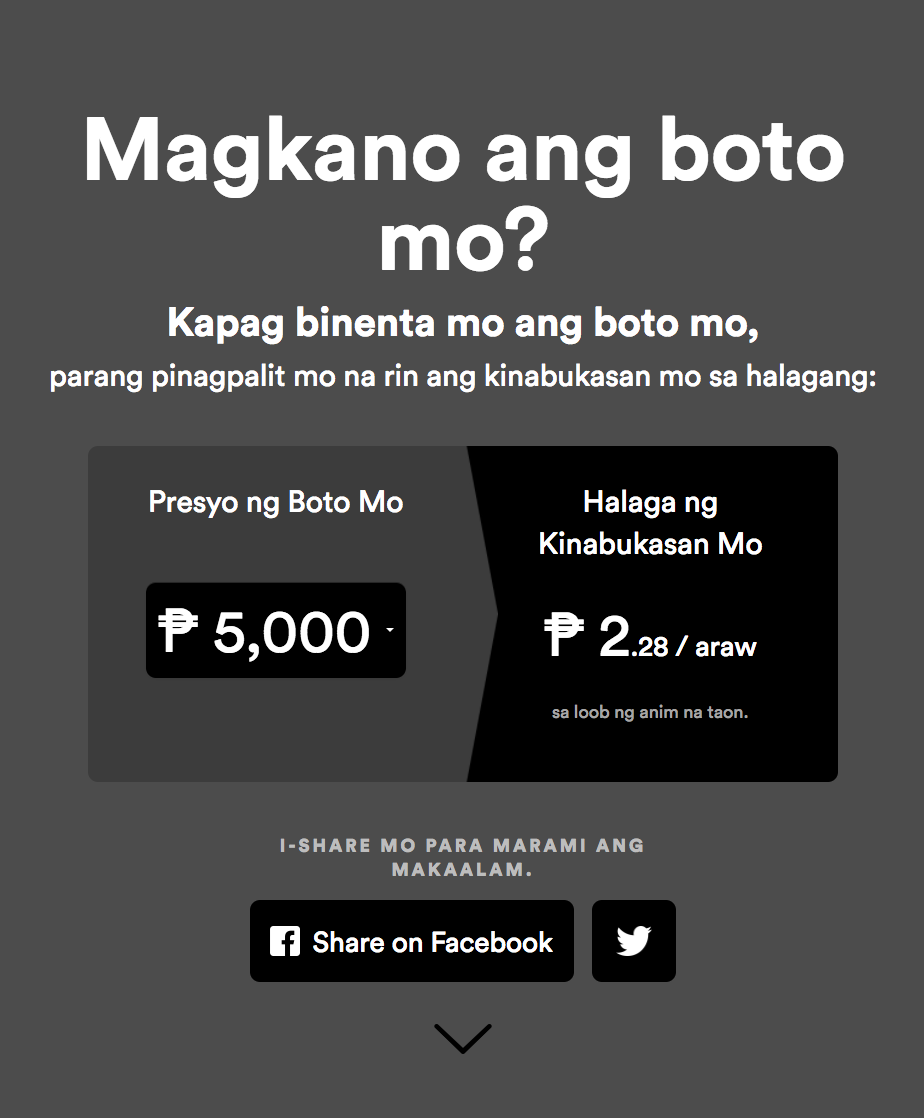 Magkano ang boto
mo?
Kapag binenta mo ang boto mo,
parang pinagpalit mo na rin ang kinabukasan mo sa halagang:
Presyo ng Boto Mo
₱ 5,000
Halaga ng
Kinabukasan Mo
₱ 2.28 / araw
sa loob ng anim na taon.
I-SHARE MO PARA MARAMI ANG
MAKAALAM.
Share on Facebook